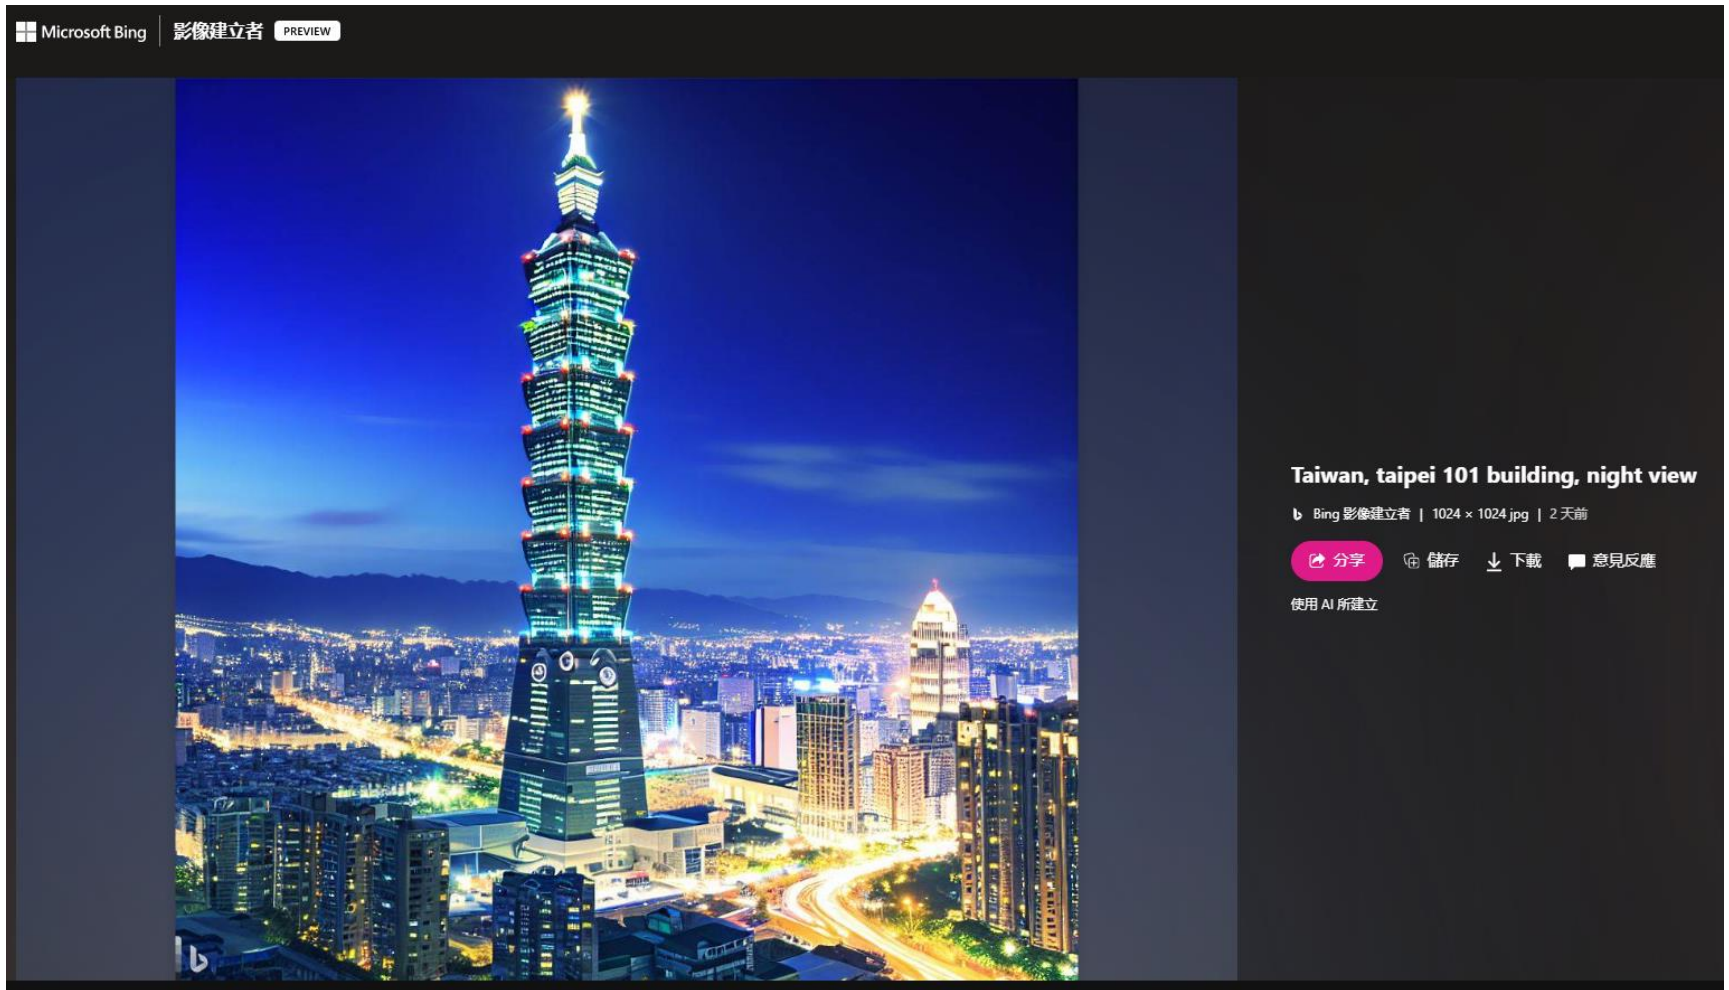 Microsoft Bing 影像建立者 PREVIEW
Taiwan, taipei 101 building, night view
Bing 影像建立者 | 1024 × 1024 jpg | 2 天前
分享 儲存 下載 意見反應
使用 AI 所建立